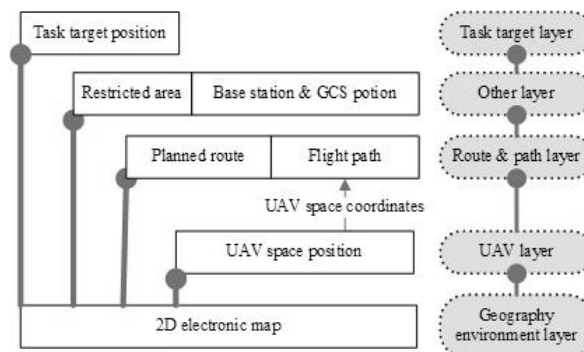 Task target position
Task target layer
Restricted area
Base station & GCS potion
Other layer
Planned route
Flight path
Route & path layer
UAV space coordinates
UAV space position
UAV layer
2D electronic map
Geography
environment layer